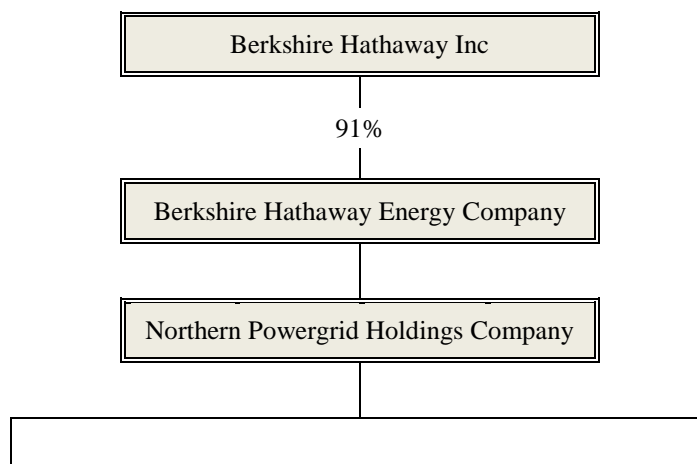 Berkshire Hathaway Inc
91%
Berkshire Hathaway Energy Company
Northern Powergrid Holdings Company